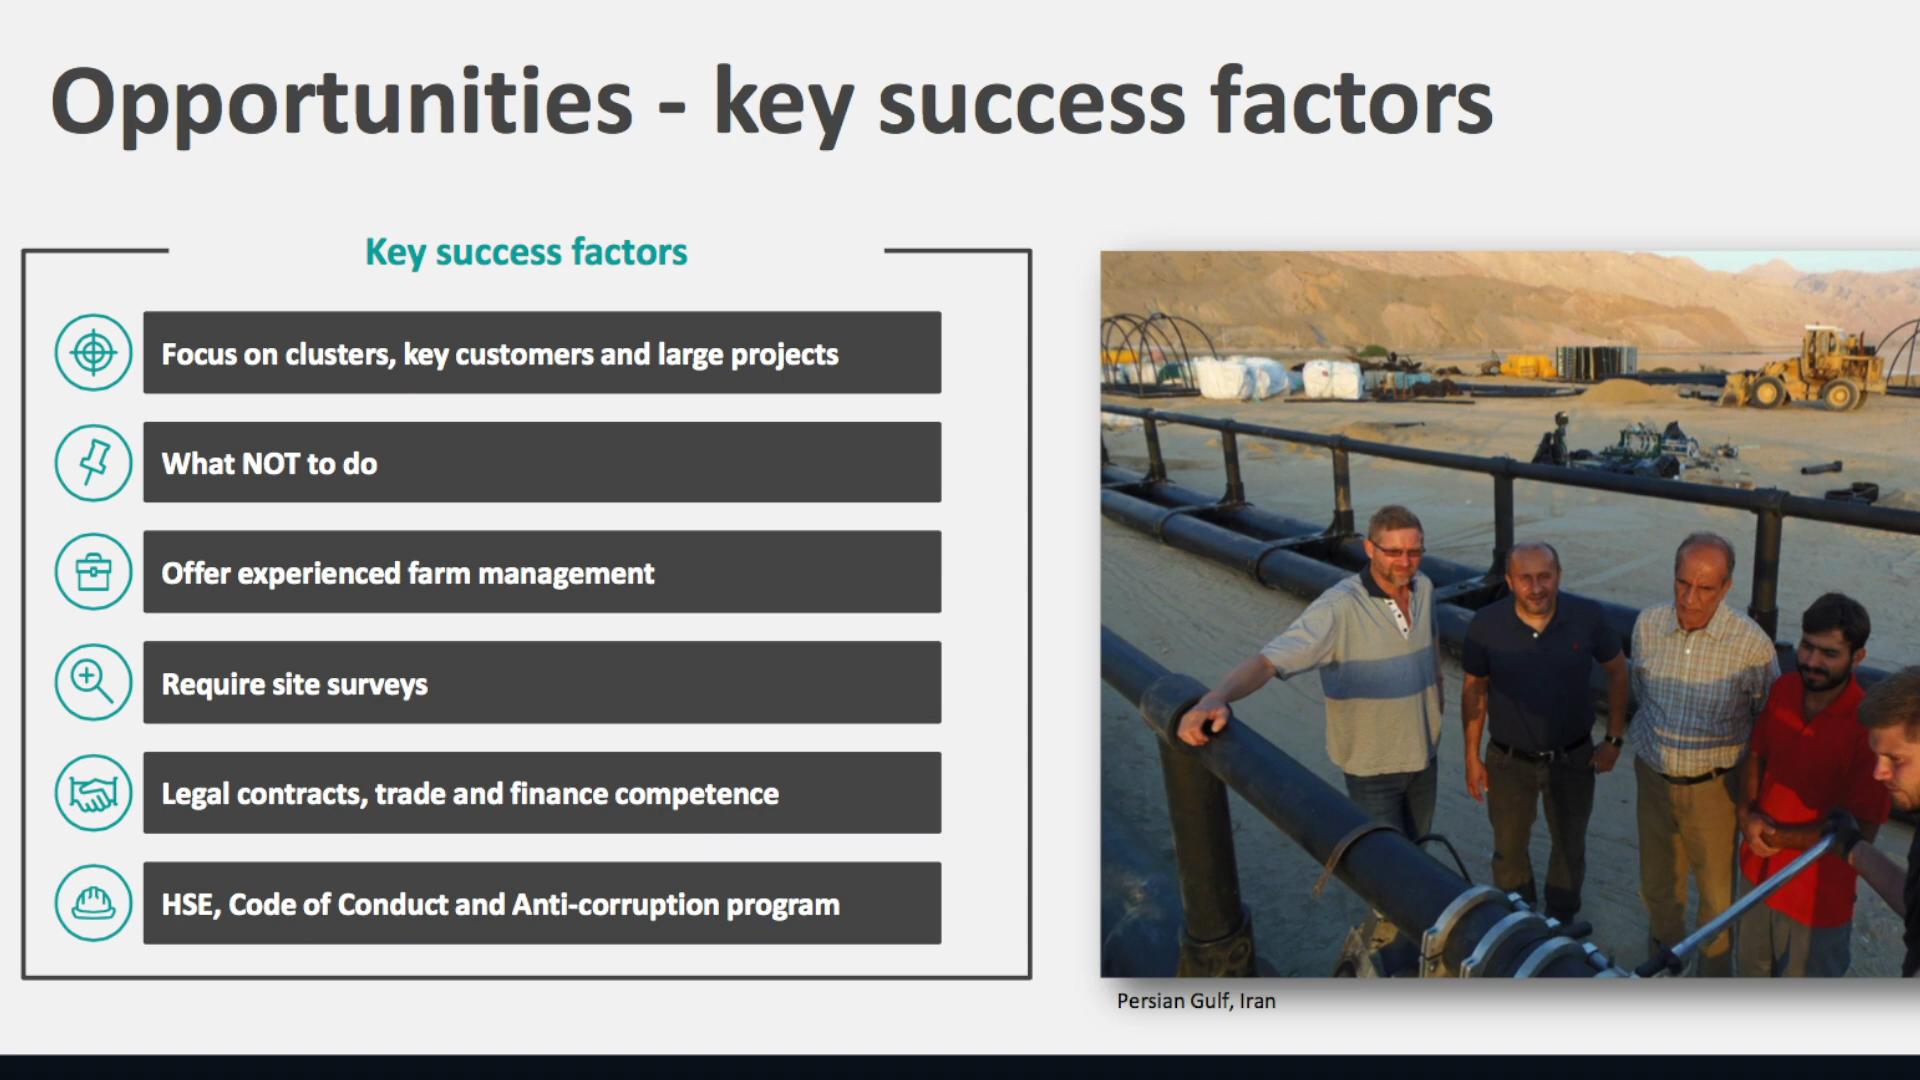 Opportunities - key success factors
Key success factors
Focus on clusters, key customers and large projects
What NOT to do
Offer experienced farm management
Require site surveys
Legal contracts, trade and finance competence
HSE, Code of Conduct and Anti-corruption program
Persian Gulf, Iran